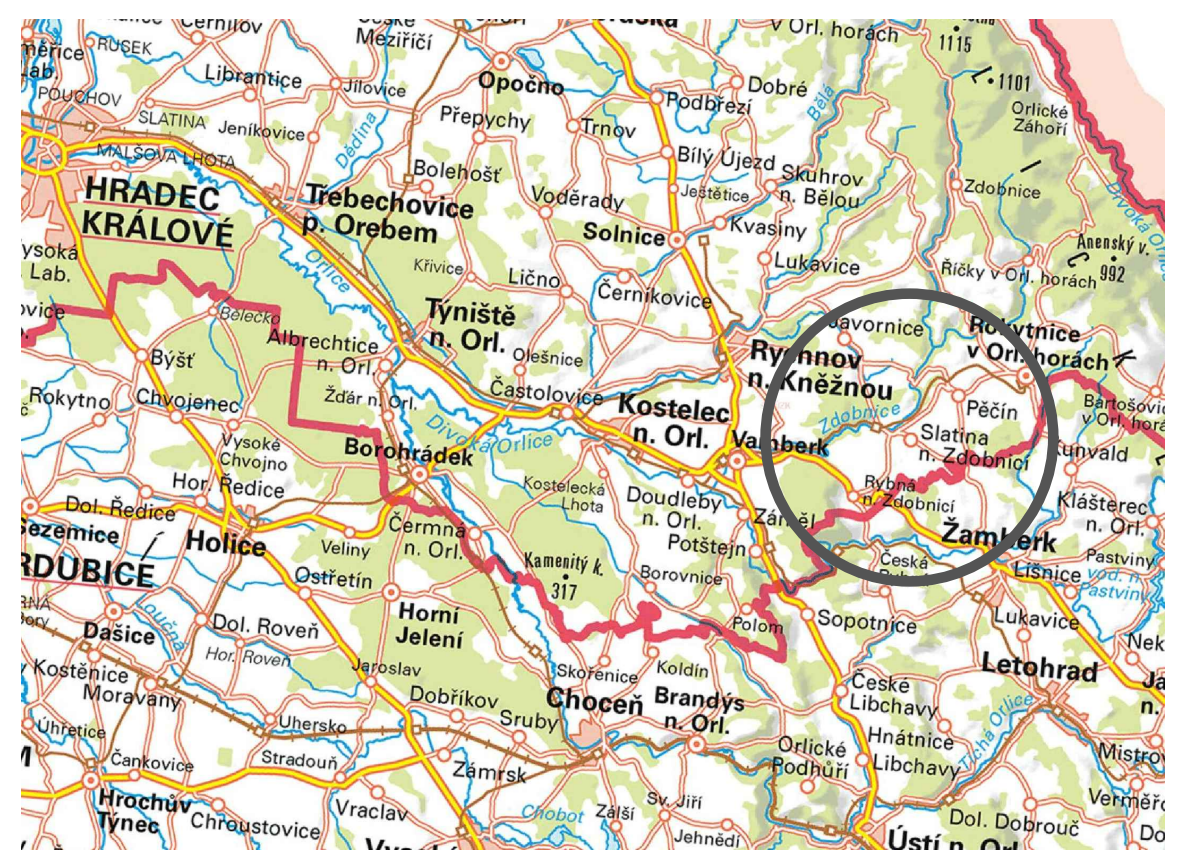 Černilov
Meziříčí
v Orl. horách
1115
RUSEK
Librantice
Jílovice
Opočno
Dobré
1101
Lab.
POUCHOV
SLATINA
Jeníkovice
Přepychy
Podbřezí
Bělá
Orlické
Záhoří
Trnov
Dědina
MALŠOVA LHOTA
Bolehošť
Bílý Újezd
Skuhrov
n. Bělou
Zdobnice
HRADEC
KRÁLOVÉ
Třebechovice
p. Orebem
Voděrady
Ještětice
Kvasiny
Solnice
Lukavice
Anenský v.
992
Říčky v Orl. horách
Lab.
Orlice
Křivice
Lično
Černíkovice
Bělečko
Týniště
n. Orl.
Albrechtice
n. Orl.
Javornice
Rokytnice
v Orl. horách
Býšť
Olešnice
Rychnov
n. Kněžnou
Rokytno
Chvojenec
Žďár n. Orl.
Častolovice
Kostelec
n. Orl.
Zdobnice
Pěčín
Divoká Orlice
Vamberk
Slatina
n. Zdobnicí
Vysoké
Chvojno
Borohrádek
Kunvald
Hor. Ředice
Kostelecká
Lhota
Doudleby
n. Orl.
Rybná
n. Zdobnicí
Klášterec
n. Orl.
Dol. Ředice
Sezemice
Holice
Veliny
Čermná
n. Orl.
Potštejn
Záměl
Žamberk
Pastviny
vod. n.
Pastviny
Kamenitý k.
317
Borovnice
Česká
Líšnice
Ostřetín
Horní
Jelení
Polom
Sopotnice
Lukavice
Dašice
Loučná
Dol. Roveň
Hor. Roveň
Skořenice
Koldín
Letohrad
Kostěnice
Moravany
Jaroslav
Dobříkov
Choceň
Brandýs
n. Orl.
České
Libchavy
Sruby
Úhřetice
Uhersko
Hnátnice
Libchavy
Tichá Orlice
Orlické
Podhůří
Čankovice
Stradouň
Zámrsk
Hrochův
Týnec
Chroustovice
Vraclav
Chobot
Zálší
Sv. Jiří
Jehnědí
Dol. Dobrouč
Ústí n. Orl.